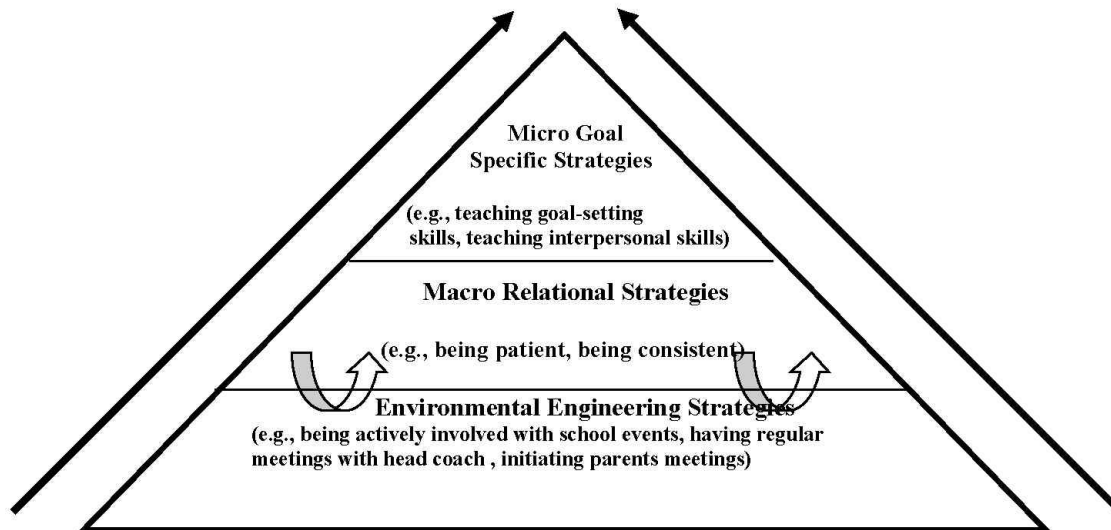 Micro Goal
Specific Strategies
(e.g., teaching goal-setting
skills, teaching interpersonal skills)
Macro Relational Strategies
(e.g., being patient, being consistent)
Environmental Engineering Strategies
(e.g., being actively involved with school events, having regular
meetings with head coach , initiating parents meetings)